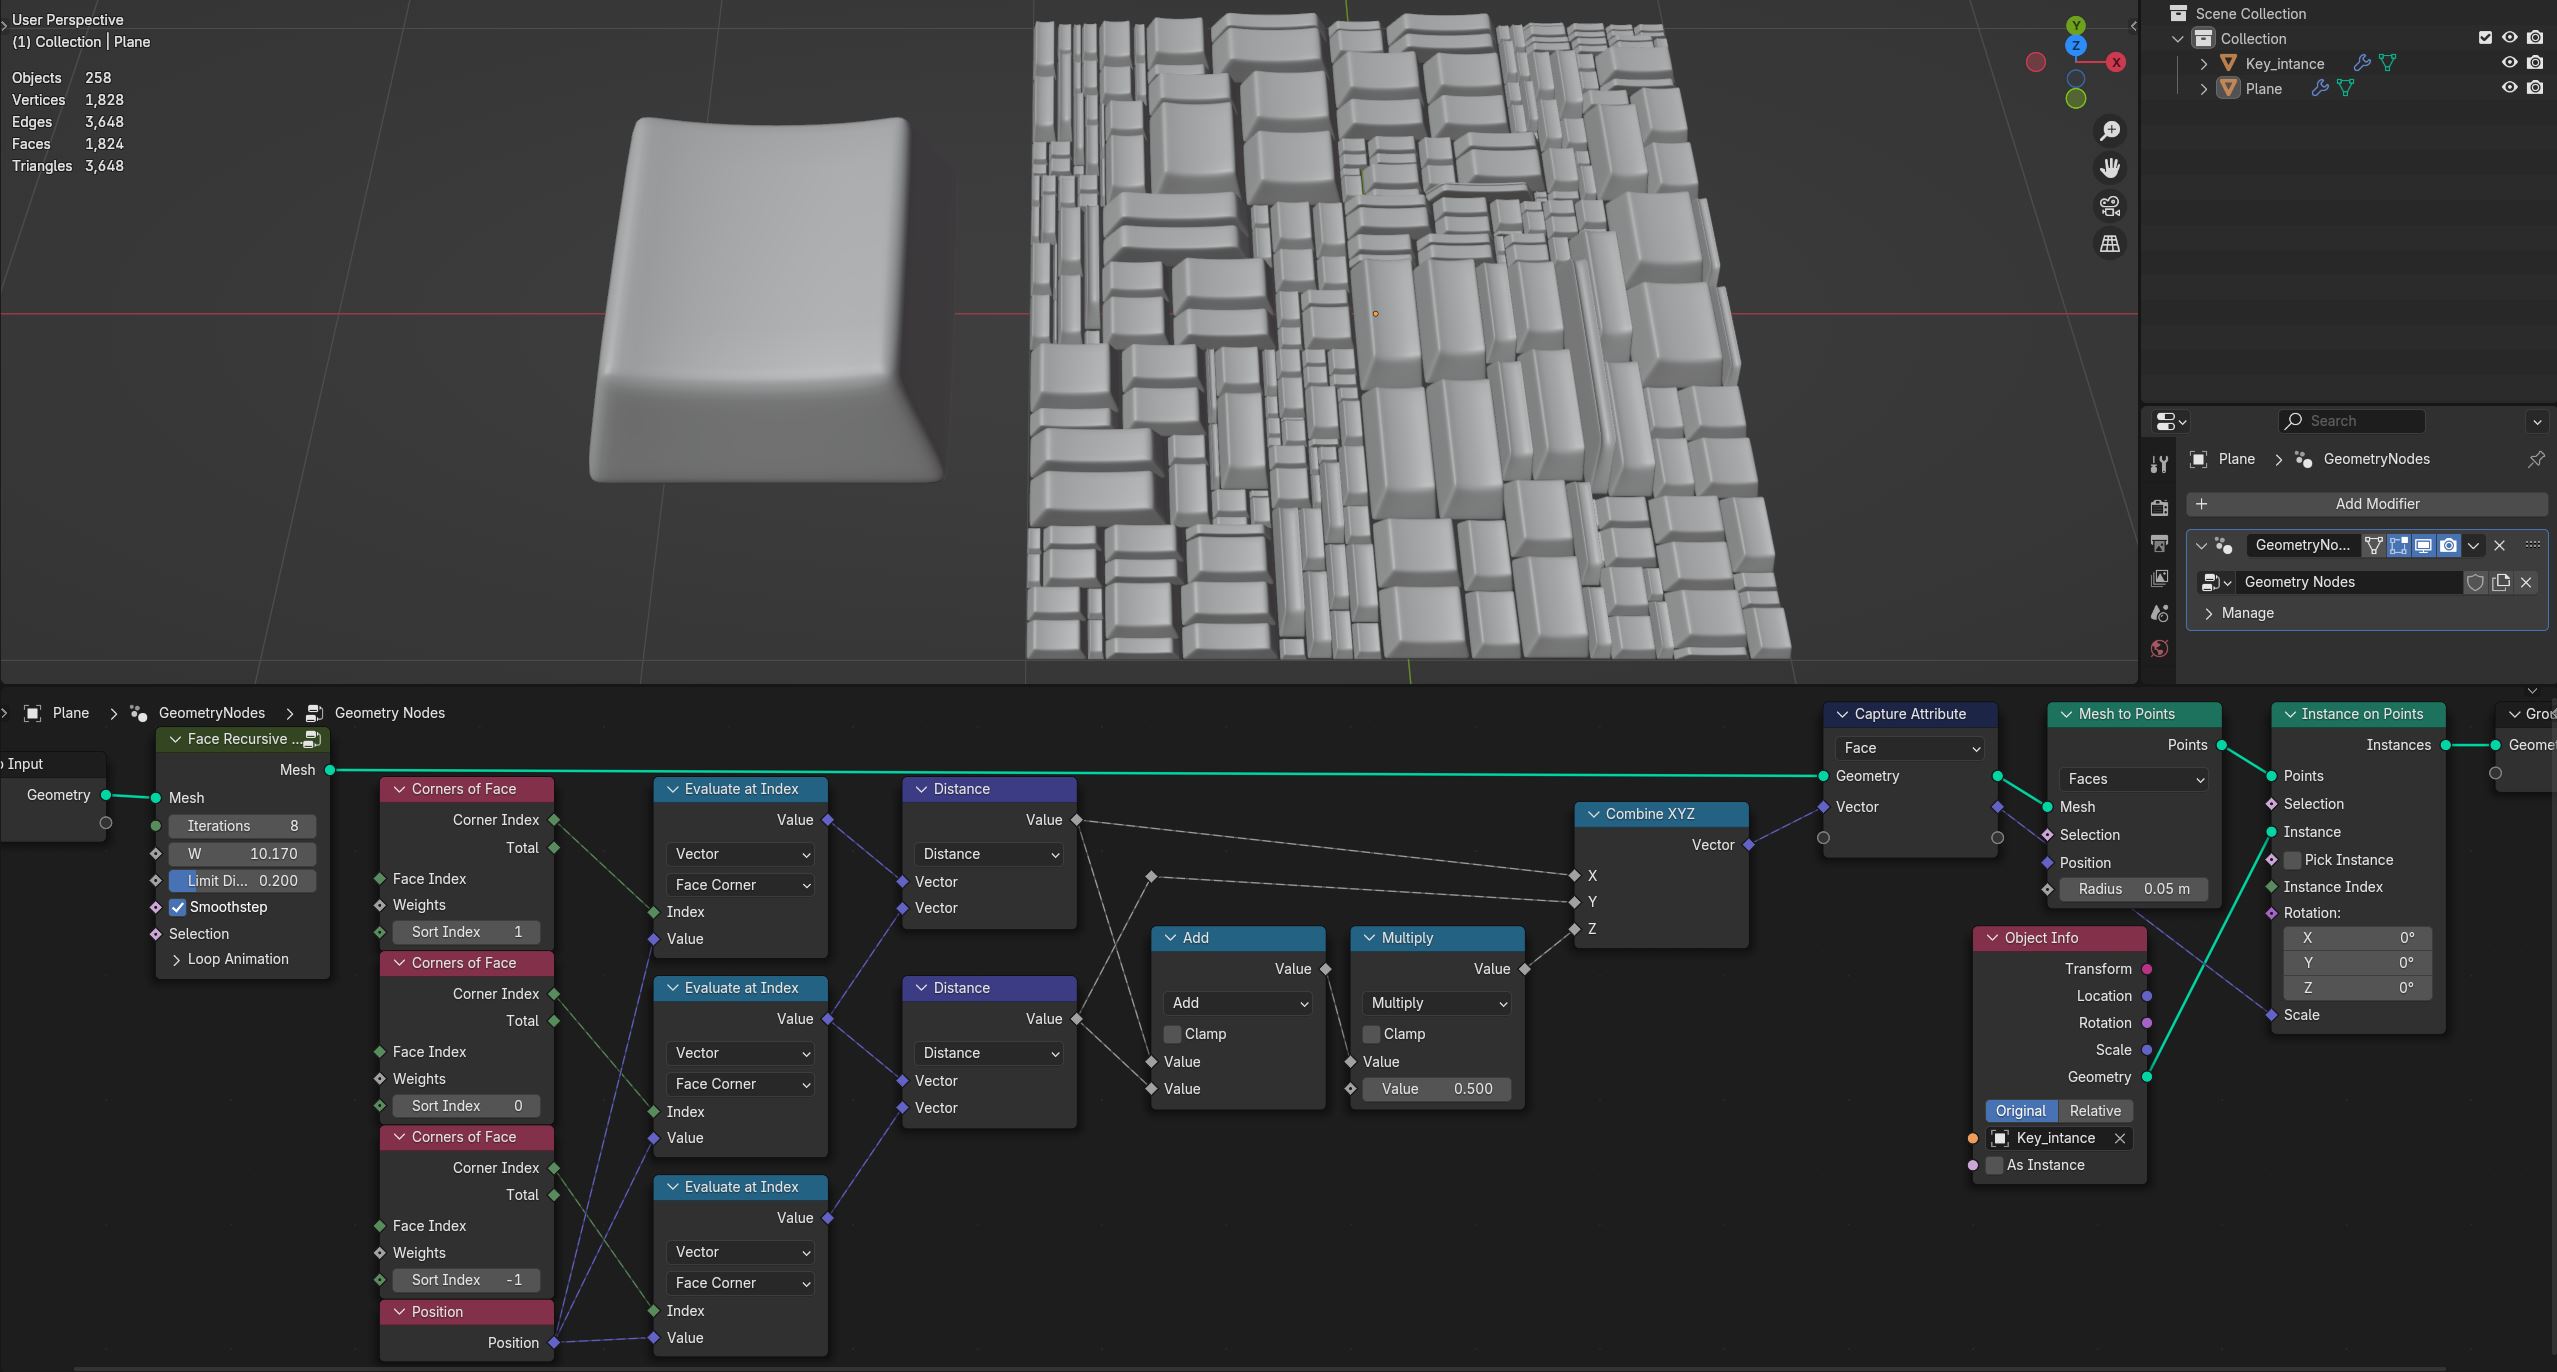 User Perspective
(1) Collection | Plane
Objects 258
Vertices 1,828
Edges 3,648
Faces 1,824
Triangles 3,648
Y
Z
X
Scene Collection
Collection
Key_intance
Plane
Search
Plane > GeometryNodes
+ Add Modifier
GeometryNo...
Geometry Nodes
Manage
Plane > GeometryNodes > Geometry Nodes
Input
Geometry
Face Recursive ...
Mesh
Mesh
Iterations 8
W 10.170
Limit Di... 0.200
Smoothstep
Selection
Loop Animation
Corners of Face
Corner Index
Total
Face Index
Weights
Sort Index 1
Corners of Face
Corner Index
Total
Face Index
Weights
Sort Index 0
Corners of Face
Corner Index
Total
Face Index
Weights
Sort Index -1
Position
Position
Evaluate at Index
Value
Vector
Face Corner
Index
Value
Evaluate at Index
Value
Vector
Face Corner
Index
Value
Evaluate at Index
Value
Vector
Face Corner
Index
Value
Distance
Value
Distance
Vector
Vector
Distance
Value
Distance
Vector
Vector
Add
Value
Add
Clamp
Value
Value
Multiply
Value
Multiply
Clamp
Value
Value 0.500
Combine XYZ
Vector
X
Y
Z
Capture Attribute
Face
Geometry
Vector
Mesh to Points
Points
Faces
Mesh
Selection
Position
Radius 0.05 m
Object Info
Transform
Location
Rotation
Scale
Geometry
Original Relative
Key_intance
As Instance
Instance on Points
Instances
Points
Selection
Instance
Pick Instance
Instance Index
Rotation:
X 0°
Y 0°
Z 0°
Scale
Grou
Geomet